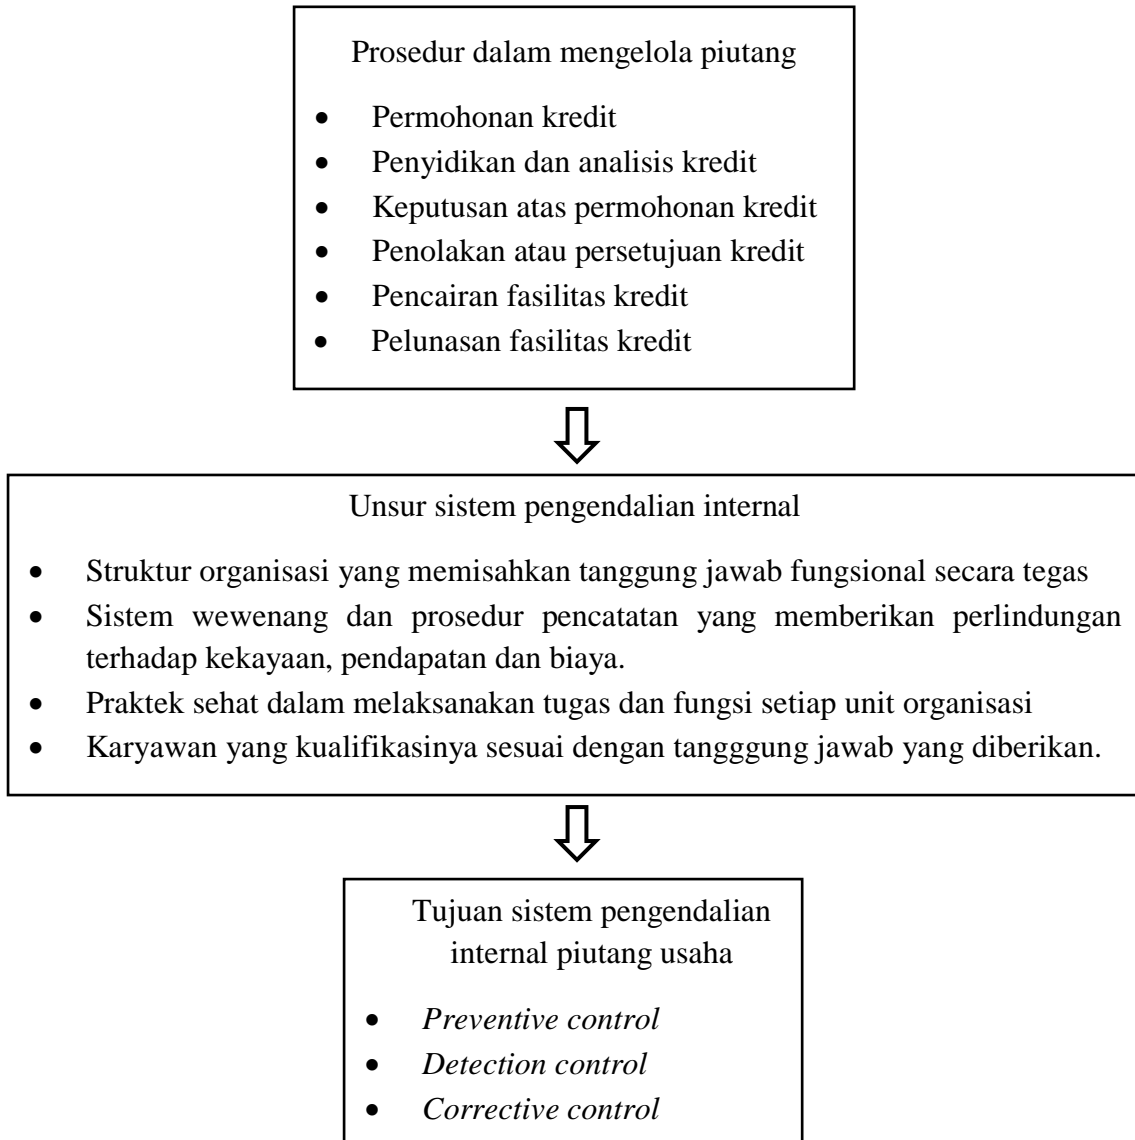 Prosedur dalam mengelola piutang
• Permohonan kredit
• Penyidikan dan analisis kredit
• Keputusan atas permohonan kredit
• Penolakan atau persetujuan kredit
• Pencairan fasilitas kredit
• Pelunasan fasilitas kredit
Unsur sistem pengendalian internal
• Struktur organisasi yang memisahkan tanggung jawab fungsional secara tegas
• Sistem wewenang dan prosedur pencatatan yang memberikan perlindungan
terhadap kekayaan, pendapatan dan biaya.
• Praktek sehat dalam melaksanakan tugas dan fungsi setiap unit organisasi
• Karyawan yang kualifikasinya sesuai dengan tangggung jawab yang diberikan.
Tujuan sistem pengendalian
internal piutang usaha
• Preventive control
• Detection control
• Corrective control